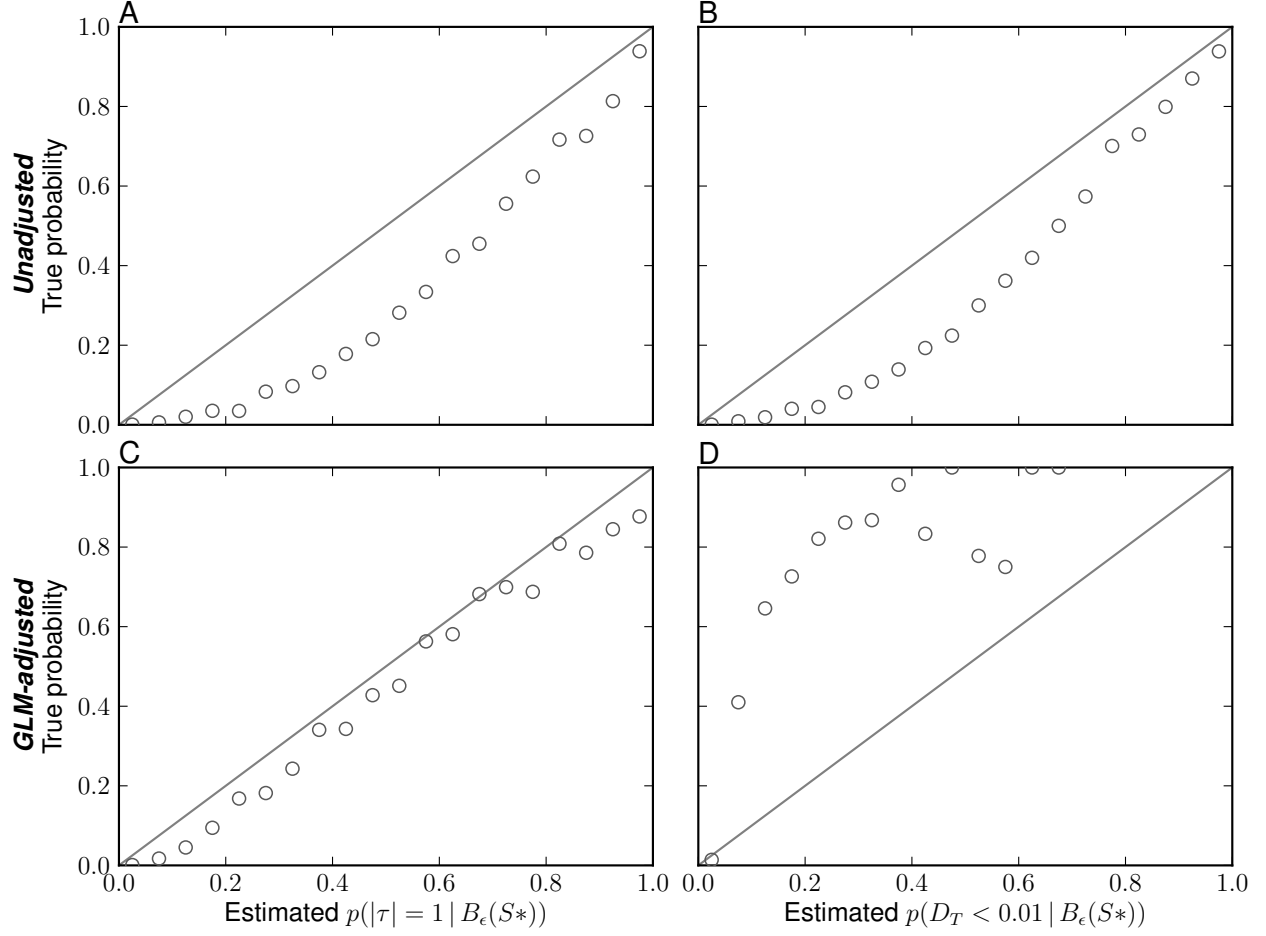 A
B
1.0
0.8
0.6
0.4
0.2
0.0
Unadjusted
True probability
C
D
1.0
0.8
0.6
0.4
0.2
0.0
GLM-adjusted
True probability
0.0 0.2 0.4 0.6 0.8 1.0
0.0 0.2 0.4 0.6 0.8 1.0
Estimated p(|τ| = 1 | B_ϵ(S∗))
Estimated p(D_T < 0.01 | B_ϵ(S∗))